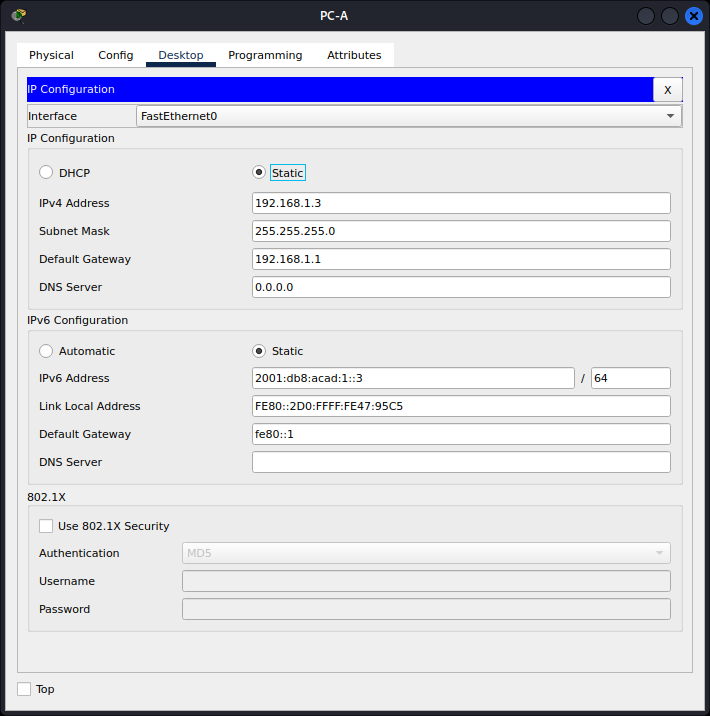 PC-A
Physical Config Desktop Programming Attributes
IP Configuration X
Interface FastEthernet0
IP Configuration
DHCP Static
IPv4 Address 192.168.1.3
Subnet Mask 255.255.255.0
Default Gateway 192.168.1.1
DNS Server 0.0.0.0
IPv6 Configuration
Automatic Static
IPv6 Address 2001:db8:acad:1::3 / 64
Link Local Address FE80::2D0:FFFF:FE47:95C5
Default Gateway fe80::1
DNS Server
802.1X
Use 802.1X Security
Authentication MD5
Username
Password
Top